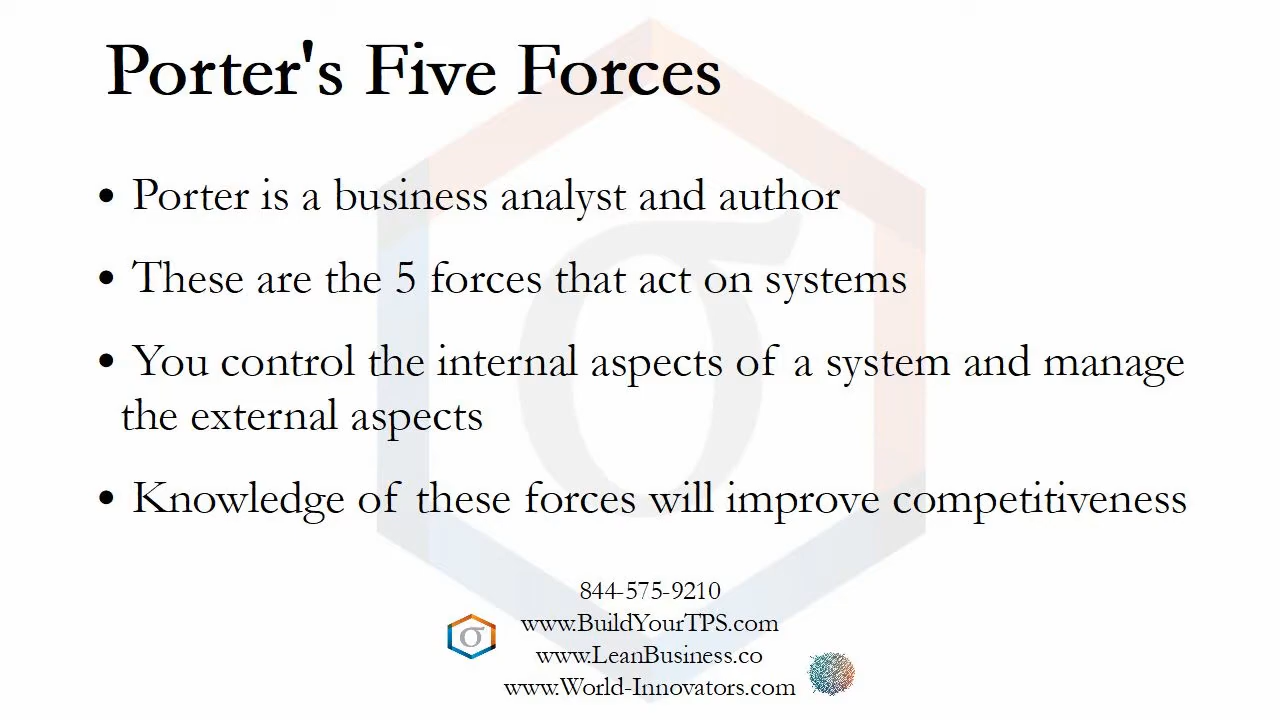 Porter's Five Forces
• Porter is a business analyst and author
• These are the 5 forces that act on systems
• You control the internal aspects of a system and manage
the external aspects
• Knowledge of these forces will improve competitiveness
844-575-9210
www.BuildYourTPS.com
www.LeanBusiness.co
www.World-Innovators.com
σ
σ